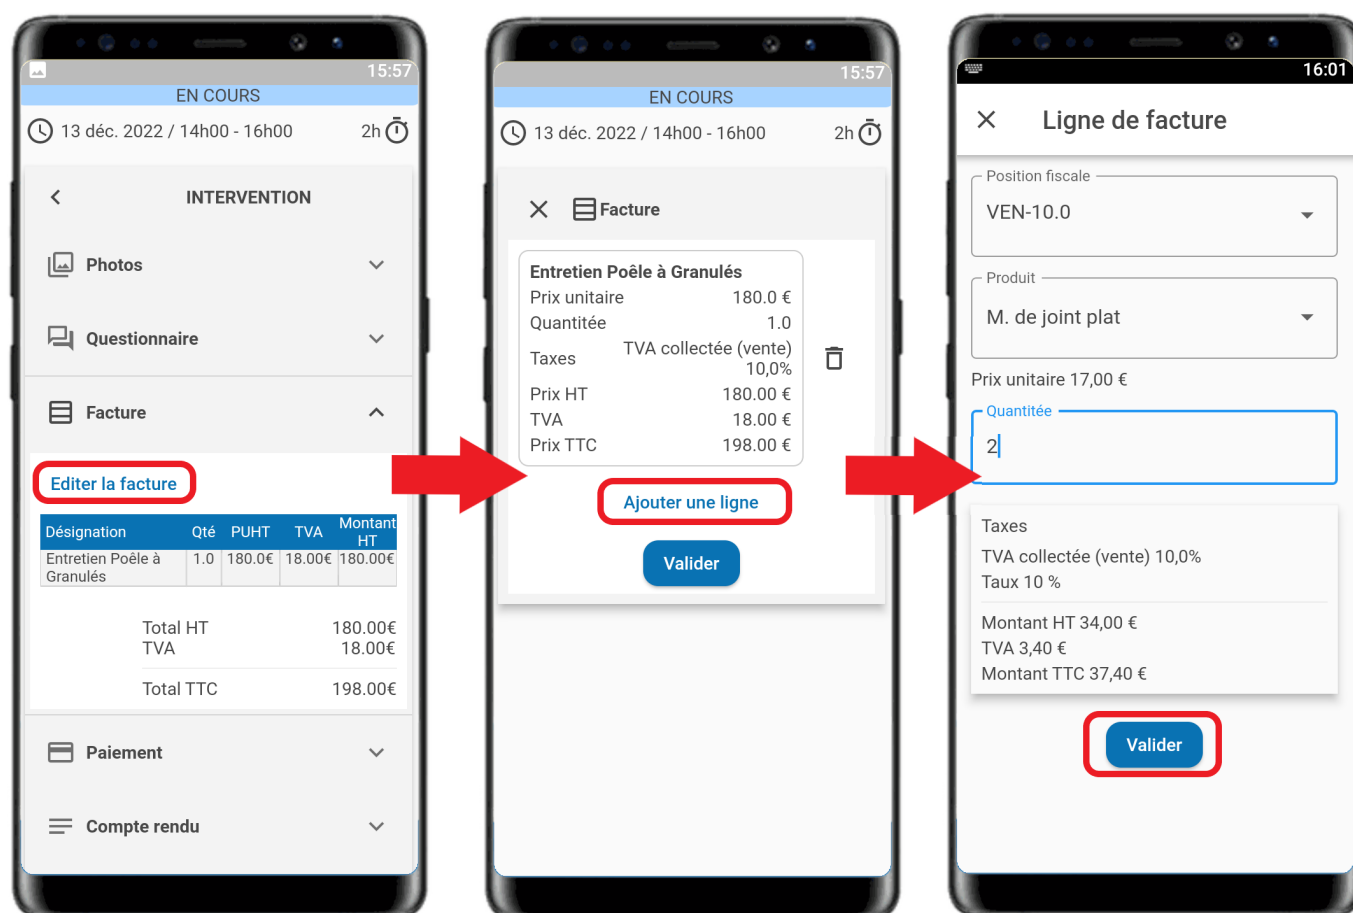 15:57
EN COURS
13 déc. 2022 / 14h00 - 16h00 2h
INTERVENTION
Photos
Questionnaire
Facture
Editer la facture
Désignation Qté PUHT TVA Montant HT
Entretien Poêle à Granulés 1.0 180.0€ 18.00€ 180.00€
Total HT 180.00€
TVA 18.00€
Total TTC 198.00€
Paiement
Compte rendu
15:57
EN COURS
13 déc. 2022 / 14h00 - 16h00 2h
Facture
Entretien Poêle à Granulés
Prix unitaire 180.0 €
Quantitée 1.0
Taxes TVA collectée (vente) 10,0%
Prix HT 180.00 €
TVA 18.00 €
Prix TTC 198.00 €
Ajouter une ligne
Valider
16:01
Ligne de facture
Position fiscale
VEN-10.0
Produit
M. de joint plat
Prix unitaire 17,00 €
Quantitée
2
Taxes
TVA collectée (vente) 10,0%
Taux 10 %
Montant HT 34,00 €
TVA 3,40 €
Montant TTC 37,40 €
Valider